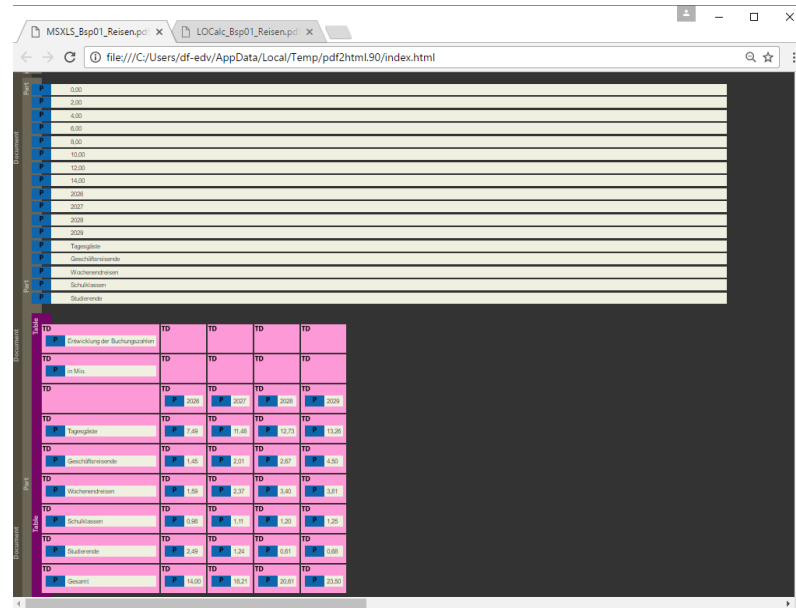 MSXLS_Bsp01_Reisen.pd
LOCalc_Bsp01_Reisen.pd
file:///C:/Users/df-edv/AppData/Local/Temp/pdf2html.90/index.html
Document
Part
P 0,00
P 2,00
P 4,00
P 6,00
P 8,00
P 10,00
P 12,00
P 14,00
P 2026
P 2027
P 2028
P 2029
P Tagesgäste
P Geschäftsreisende
P Wochenendreisen
P Schulklassen
P Studierende
Part
Document
Table
TD TD TD TD TD
P Entwicklung der Buchungszahlen
TD TD TD TD TD
P in Mio.
TD TD TD TD TD
P 2026 P 2027 P 2028 P 2029
TD TD TD TD TD
P Tagesgäste P 7,49 P 11,48 P 12,73 P 13,26
TD TD TD TD TD
P Geschäftsreisende P 1,45 P 2,01 P 2,67 P 4,50
TD TD TD TD TD
P Wochenendreisen P 1,59 P 2,37 P 3,40 P 3,81
TD TD TD TD TD
P Schulklassen P 0,98 P 1,11 P 1,20 P 1,25
TD TD TD TD TD
P Studierende P 2,49 P 1,24 P 0,61 P 0,68
TD TD TD TD TD
P Gesamt P 14,00 P 18,21 P 20,61 P 23,50
Part
Table
Document